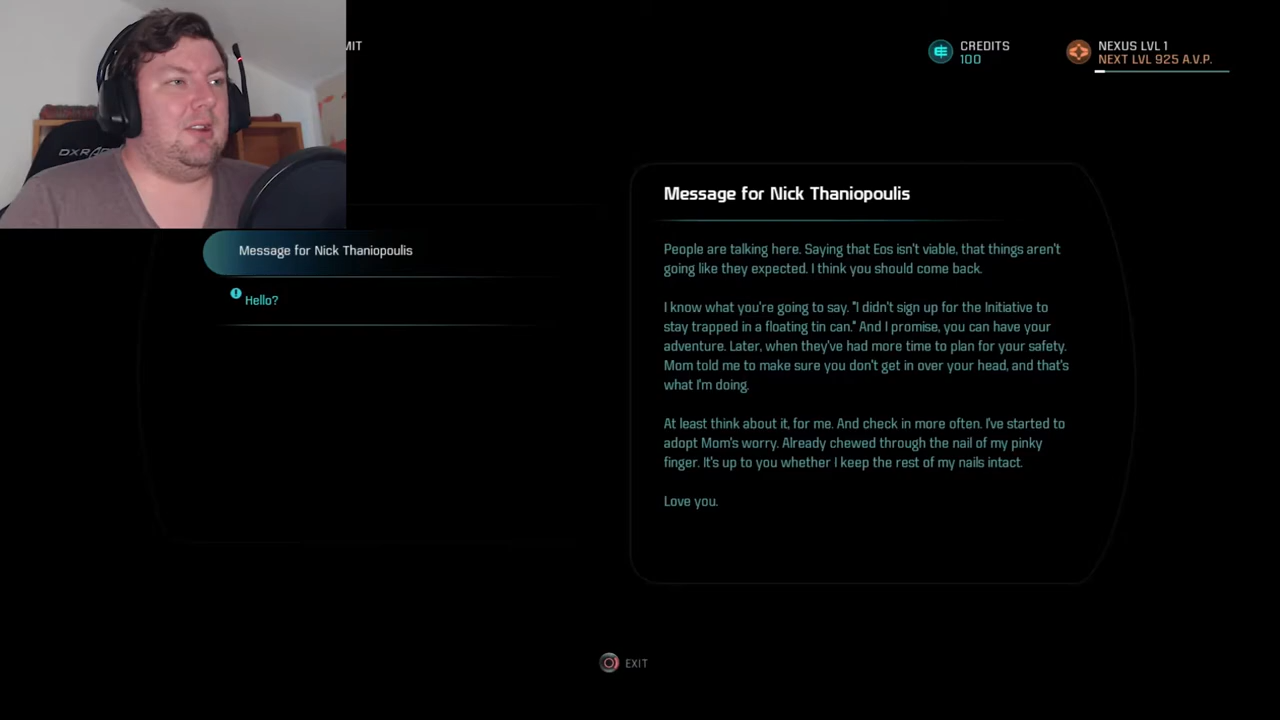 MIT
CREDITS
100
NEXUS LVL 1
NEXT LVL 925 A.V.P.
Message for Nick Thaniopoulis
Hello?
Message for Nick Thaniopoulis
People are talking here. Saying that Eos isn't viable, that things aren't
going like they expected. I think you should come back.
I know what you're going to say. "I didn't sign up for the Initiative to
stay trapped in a floating tin can." And I promise, you can have your
adventure. Later, when they've had more time to plan for your safety.
Mom told me to make sure you don't get in over your head, and that's
what I'm doing.
At least think about it, for me. And check in more often. I've started to
adopt Mom's worry. Already chewed through the nail of my pinky
finger. It's up to you whether I keep the rest of my nails intact.
Love you.
EXIT